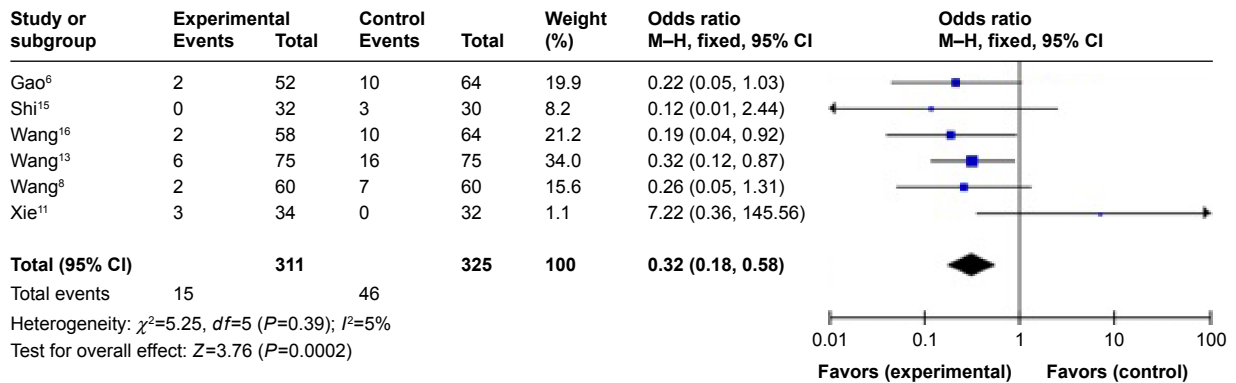 Study or Experimental Control Weight Odds ratio Odds ratio
subgroup Events Total Events Total (%) M–H, fixed, 95% CI M–H, fixed, 95% CI
Gao⁶ 2 52 10 64 19.9 0.22 (0.05, 1.03)
Shi¹⁵ 0 32 3 30 8.2 0.12 (0.01, 2.44)
Wang¹⁶ 2 58 10 64 21.2 0.19 (0.04, 0.92)
Wang¹³ 6 75 16 75 34.0 0.32 (0.12, 0.87)
Wang⁸ 2 60 7 60 15.6 0.26 (0.05, 1.31)
Xie¹¹ 3 34 0 32 1.1 7.22 (0.36, 145.56)
Total (95% CI) 311 325 100 0.32 (0.18, 0.58)
Total events 15 46
Heterogeneity: χ²=5.25, df=5 (P=0.39); I²=5%
Test for overall effect: Z=3.76 (P=0.0002)
0.01 0.1 1 10 100
Favors (experimental) Favors (control)